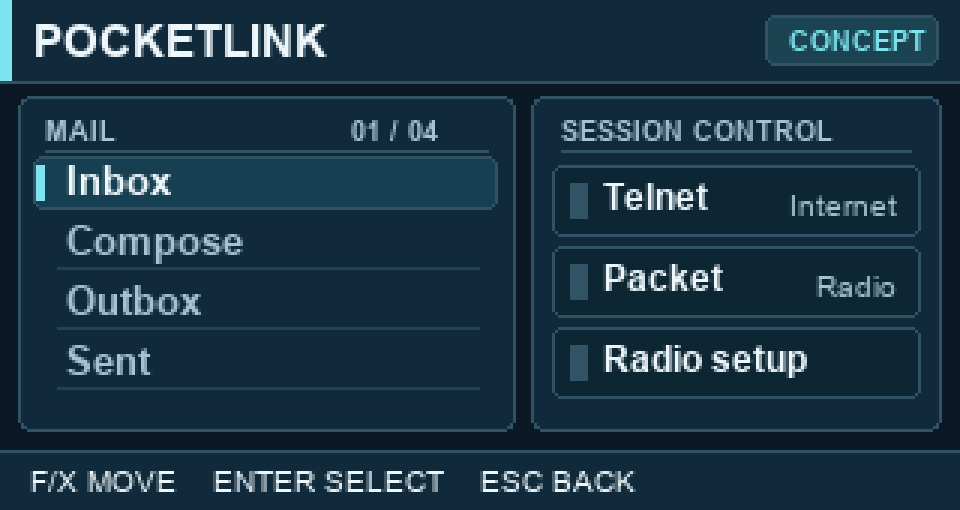 POCKETLINK
CONCEPT
MAIL 01 / 04
Inbox
Compose
Outbox
Sent
SESSION CONTROL
Telnet Internet
Packet Radio
Radio setup
F/X MOVE ENTER SELECT ESC BACK